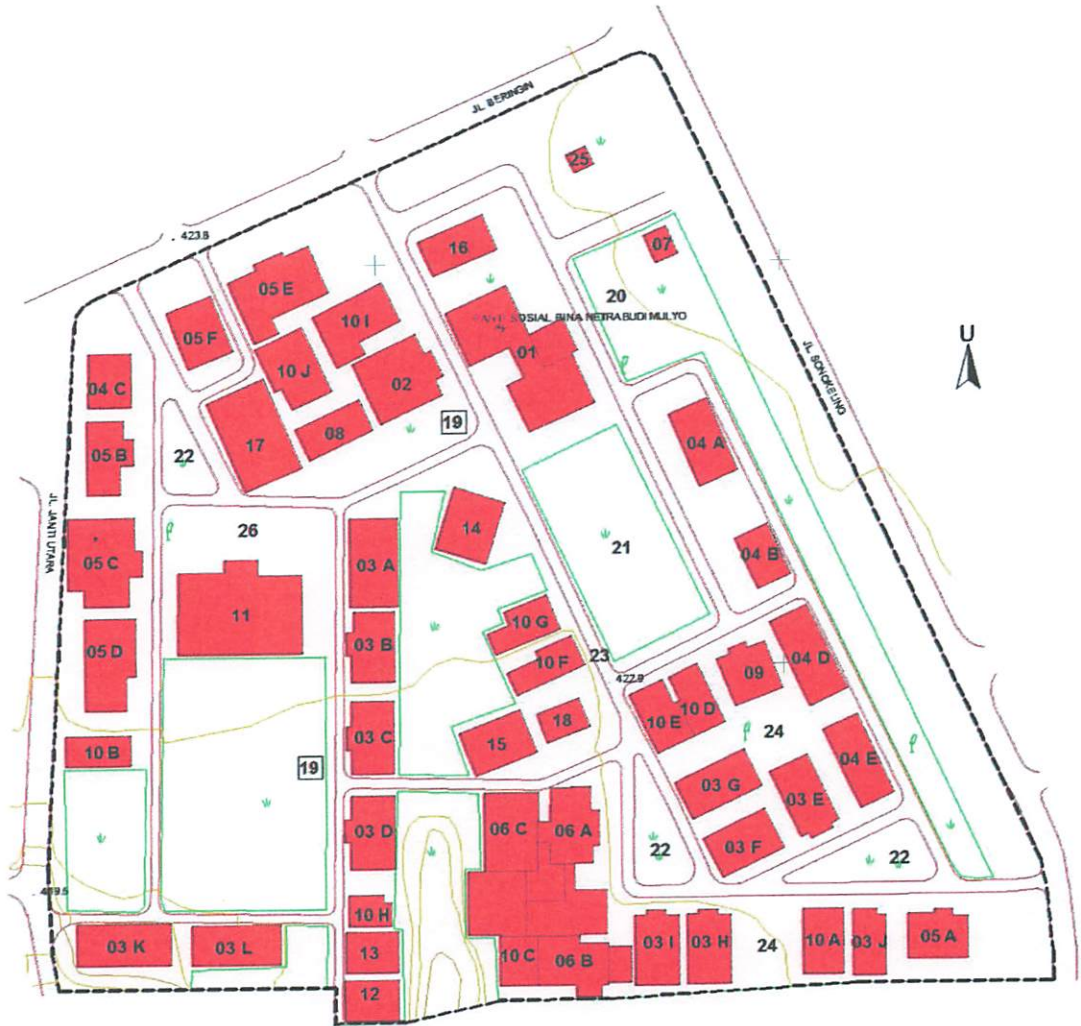 JL. BERINGIN
25
423.8
16
07
05 E
20
SOSIAL BINA NETRA BUDI MULYO
05 F
10 I
01
U
JL. SONOKELING
10 J
04 C
02
19
04 A
08
17
05 B
22
JL. JANTI UTARA
26
14
21
04 B
05 C
03 A
11
10 G
03 B
05 D
10 F
23
09
04 D
422.9
10 E
10 D
18
15
03 C
24
10 B
04 E
19
03 G
03 E
06 C
06 A
03 D
03 F
22
22
10 H
03 K
03 L
13
10 C
06 B
03 I
03 H
24
10 A
03 J
05 A
12